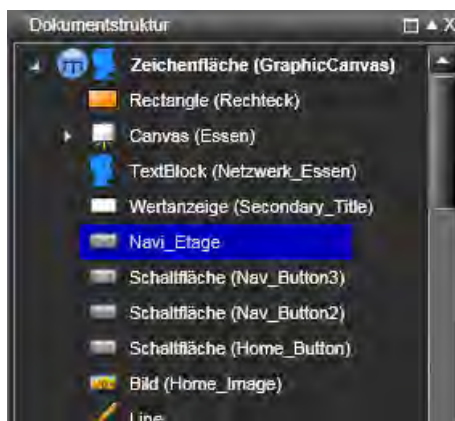 Dokumentstruktur
Zeichenfläche (GraphicCanvas)
Rectangle (Rechteck)
Canvas (Essen)
TextBlock (Netzwerk_Essen)
Wertanzeige (Secondary_Title)
Navi_Etage
Schaltfläche (Nav_Button3)
Schaltfläche (Nav_Button2)
Schaltfläche (Home_Button)
Bild (Home_Image)
Line